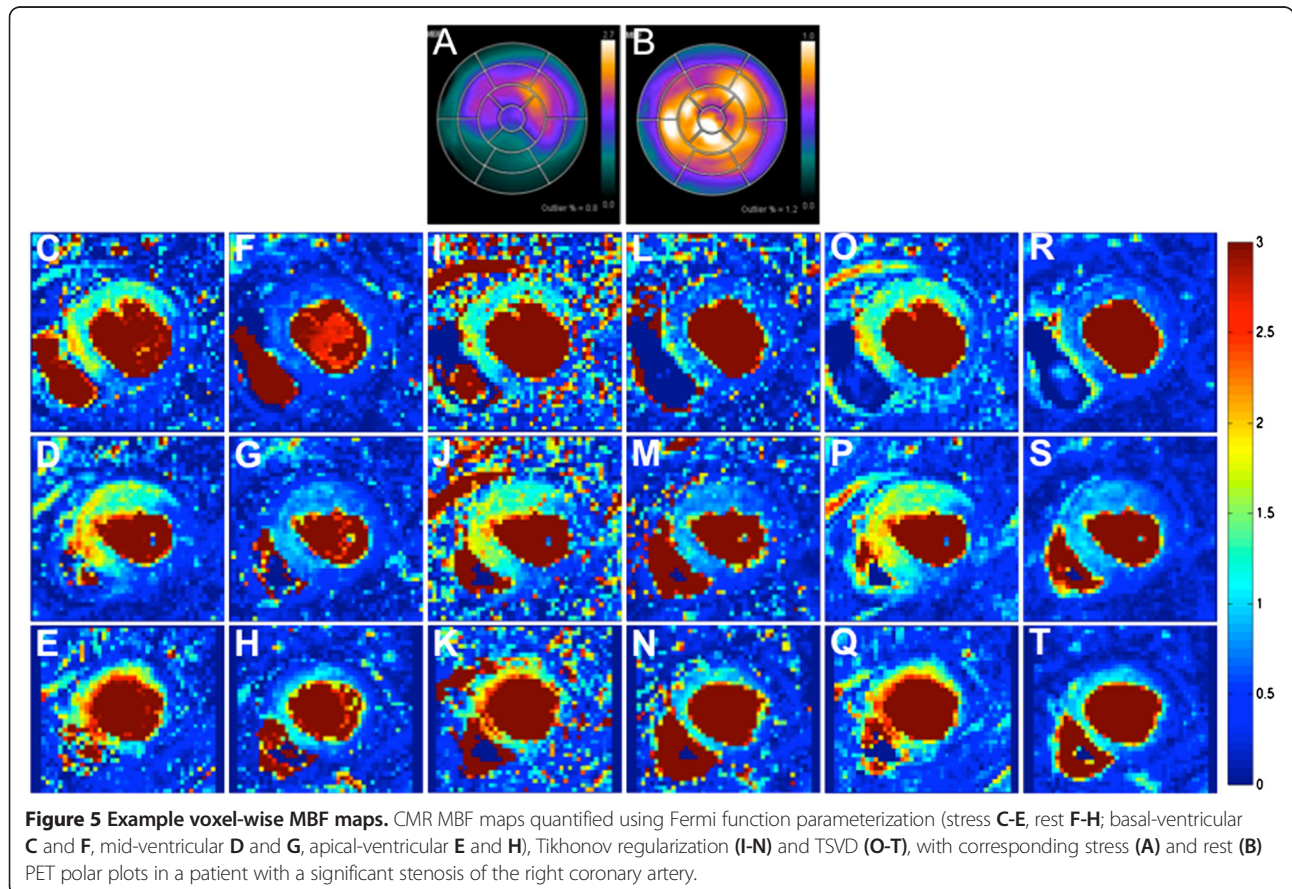 A B
2.7 1.0
Outlier % = 0.8 0.0 Outlier % = 1.2 0.0
C F I L O R
3
2.5
D G J M P S
2
1.5
E H K N Q T
1
0.5
0
Figure 5 Example voxel-wise MBF maps. CMR MBF maps quantified using Fermi function parameterization (stress C-E, rest F-H; basal-ventricular
C and F, mid-ventricular D and G, apical-ventricular E and H), Tikhonov regularization (I-N) and TSVD (O-T), with corresponding stress (A) and rest (B)
PET polar plots in a patient with a significant stenosis of the right coronary artery.